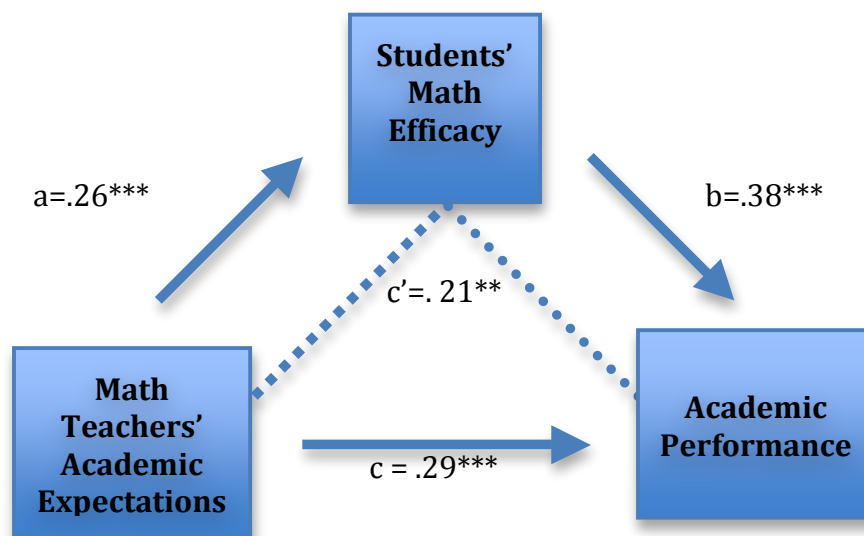 Students’
Math
Efficacy
a=.26***
b=.38***
c’=. 21**
Math
Teachers’
Academic
Expectations
Academic
Performance
c = .29***